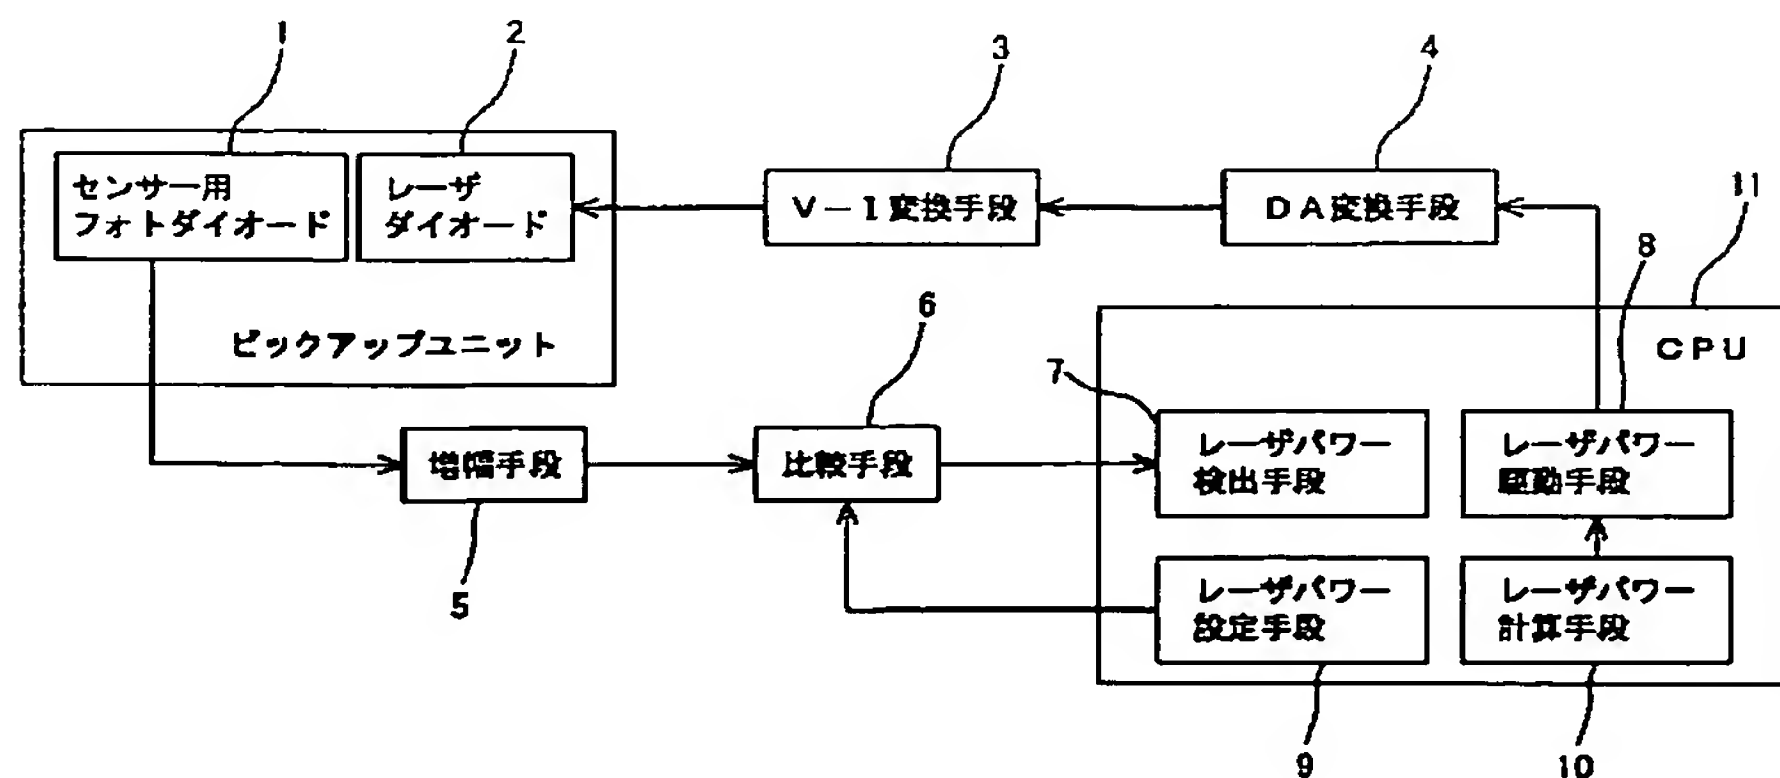 1
2
3
4
センサー用
フォトダイオード
レーザ
ダイオード
V－I変換手段
DA変換手段
11
8
ピックアップユニット
6
CPU
7
増幅手段
比較手段
レーザパワー
検出手段
レーザパワー
駆動手段
5
レーザパワー
設定手段
レーザパワー
計算手段
9
10